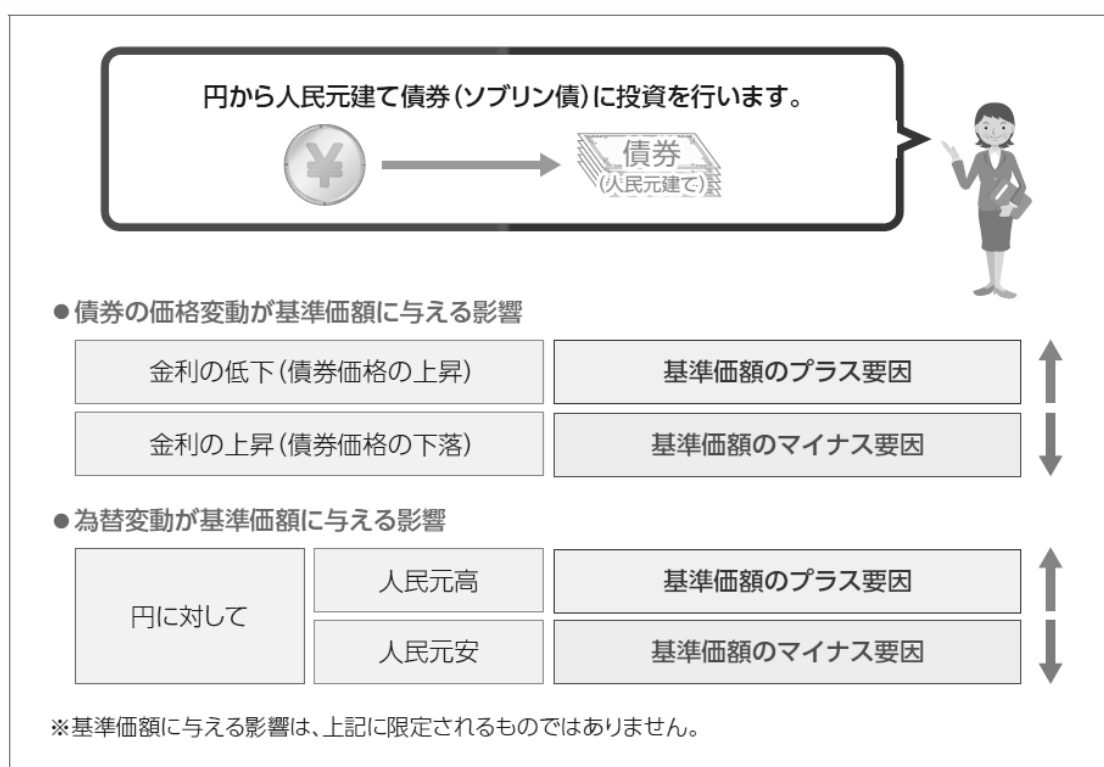 円から人民元建て債券(ソブリン債)に投資を行います。
¥
債券
(人民元建て)
●債券の価格変動が基準価額に与える影響
金利の低下(債券価格の上昇) 基準価額のプラス要因
金利の上昇(債券価格の下落) 基準価額のマイナス要因
●為替変動が基準価額に与える影響
円に対して
人民元高 基準価額のプラス要因
人民元安 基準価額のマイナス要因
※基準価額に与える影響は、上記に限定されるものではありません。